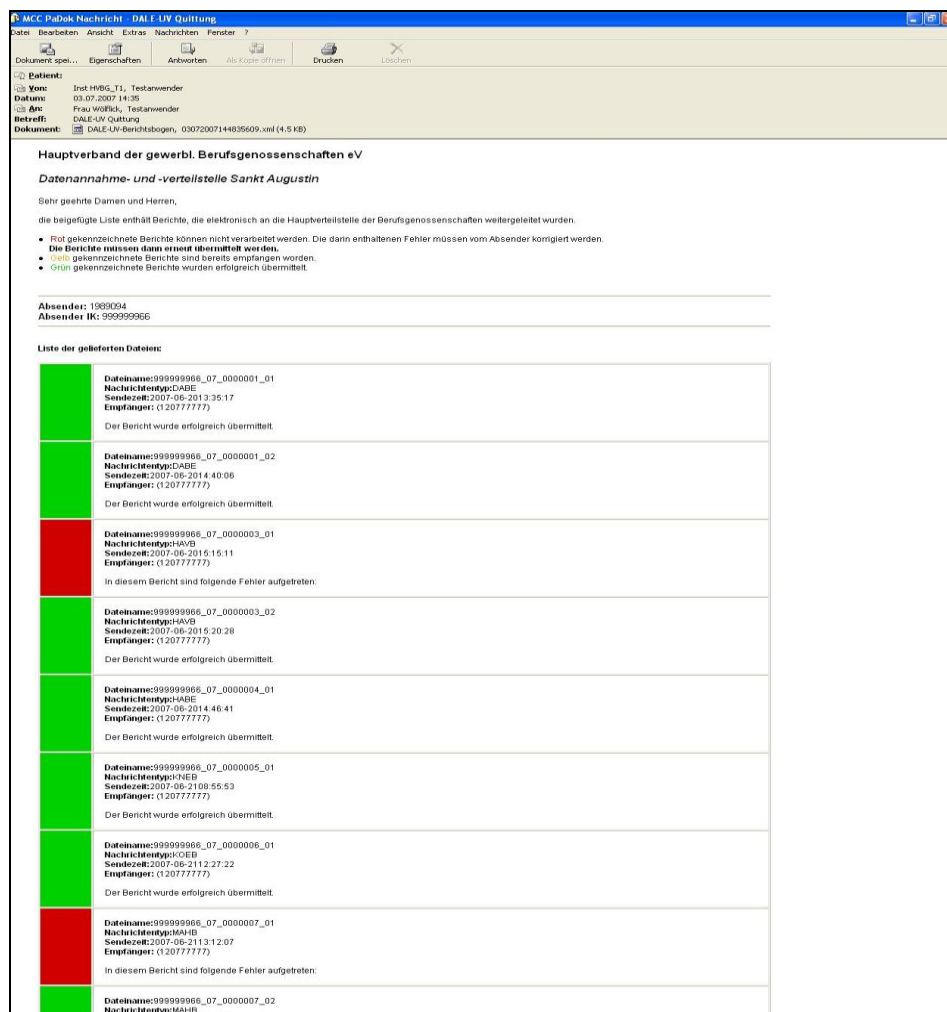 MCC PaDok Nachricht - DALE-UV Quittung
Datei Bearbeiten Ansicht Extras Nachrichten Fenster ?
Dokument spei... Eigenschaften Antworten Als Kopie öffnen Drucken Löschen
Patient:
Von: Inst HVBG_T1, Testanwender
Datum: 03.07.2007 14:35
An: Frau Wölflick, Testanwender
Betreff: DALE-UV Quittung
Dokument: DALE-UV-Berichtsbogen, 03072007144835609.xml (4.5 KB)
Hauptverband der gewerbl. Berufsgenossenschaften eV
Datenannahme- und -verteilstelle Sankt Augustin
Sehr geehrte Damen und Herren,
die beigefügte Liste enthält Berichte, die elektronisch an die Hauptverteilstelle der Berufsgenossenschaften weitergeleitet wurden.
• Rot gekennzeichnete Berichte können nicht verarbeitet werden. Die darin enthaltenen Fehler müssen vom Absender korrigiert werden.
Die Berichte müssen dann erneut übermittelt werden.
• Gelb gekennzeichnete Berichte sind bereits empfangen worden.
• Grün gekennzeichnete Berichte wurden erfolgreich übermittelt.
Absender: 1989094
Absender IK: 999999966
Liste der gelieferten Dateien:
Dateiname:999999966_07_0000001_01
Nachrichtentyp:DABE
Sendezeit:2007-06-2013:35:17
Empfänger: (120777777)
Der Bericht wurde erfolgreich übermittelt.
Dateiname:999999966_07_0000001_02
Nachrichtentyp:DABE
Sendezeit:2007-06-2014:40:06
Empfänger: (120777777)
Der Bericht wurde erfolgreich übermittelt.
Dateiname:999999966_07_0000003_01
Nachrichtentyp:HAVB
Sendezeit:2007-06-2015:15:11
Empfänger: (120777777)
In diesem Bericht sind folgende Fehler aufgetreten:
Dateiname:999999966_07_0000003_02
Nachrichtentyp:HAVB
Sendezeit:2007-06-2015:20:28
Empfänger: (120777777)
Der Bericht wurde erfolgreich übermittelt.
Dateiname:999999966_07_0000004_01
Nachrichtentyp:HABE
Sendezeit:2007-06-2014:46:41
Empfänger: (120777777)
Der Bericht wurde erfolgreich übermittelt.
Dateiname:999999966_07_0000005_01
Nachrichtentyp:KNEB
Sendezeit:2007-06-2108:55:53
Empfänger: (120777777)
Der Bericht wurde erfolgreich übermittelt.
Dateiname:999999966_07_0000006_01
Nachrichtentyp:KOEB
Sendezeit:2007-06-2112:27:22
Empfänger: (120777777)
Der Bericht wurde erfolgreich übermittelt.
Dateiname:999999966_07_0000007_01
Nachrichtentyp:MAHB
Sendezeit:2007-06-2113:12:07
Empfänger: (120777777)
In diesem Bericht sind folgende Fehler aufgetreten:
Dateiname:999999966_07_0000007_02
Nachrichtentyp:MAHB